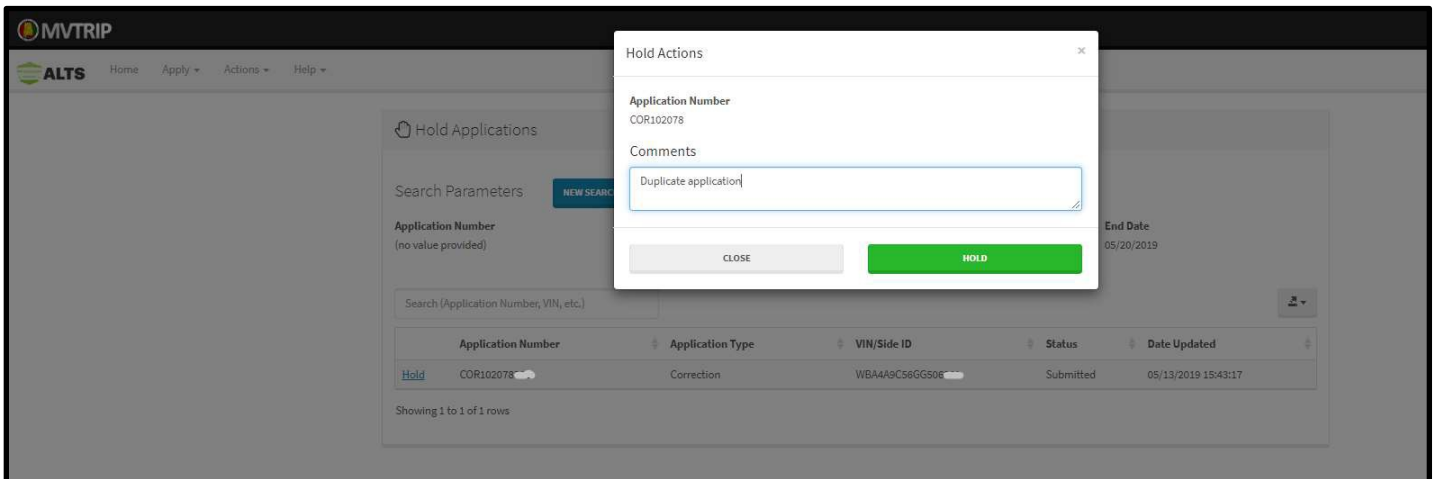 MVTRIP
ALTS Home Apply Actions Help
Hold Actions ×
Application Number
COR102078
Comments
Duplicate application
CLOSE HOLD
Hold Applications
Search Parameters NEW SEARC
Application Number End Date
(no value provided) 05/20/2019
Search (Application Number, VIN, etc.)
Application Number Application Type VIN/Side ID Status Date Updated
Hold COR102078 Correction WBA4A9C56GG506 Submitted 05/13/2019 15:43:17
Showing 1 to 1 of 1 rows